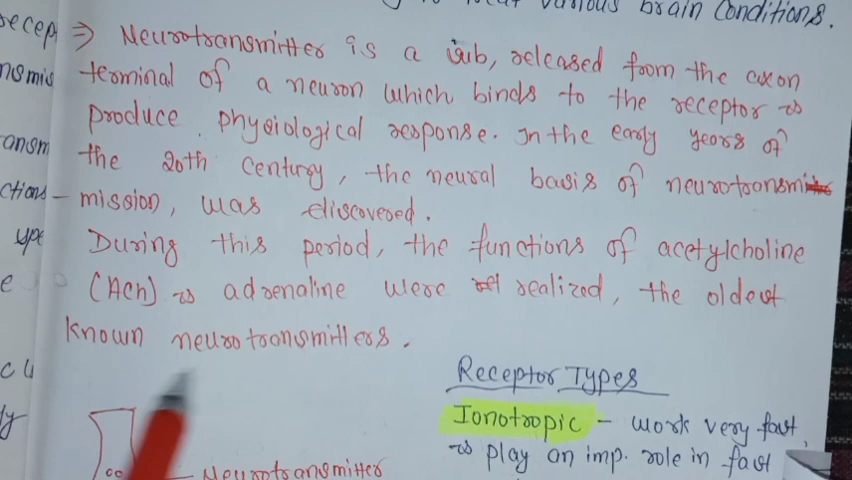 various brain conditions.
⇒ Neurotransmitter is a sub, released from the axon
terminal of a neuron which binds to the receptor &
produce physiological response. In the early years of
the 20th century, the neural basis of neurotransmi
- mission, was discovered.
During this period, the functions of acetylcholine
(ACh) & adrenaline were realized, the oldest
known neurotransmitters.
Receptor Types
Ionotropic - work very fast,
& play an imp. role in fast
Neurotransmitter